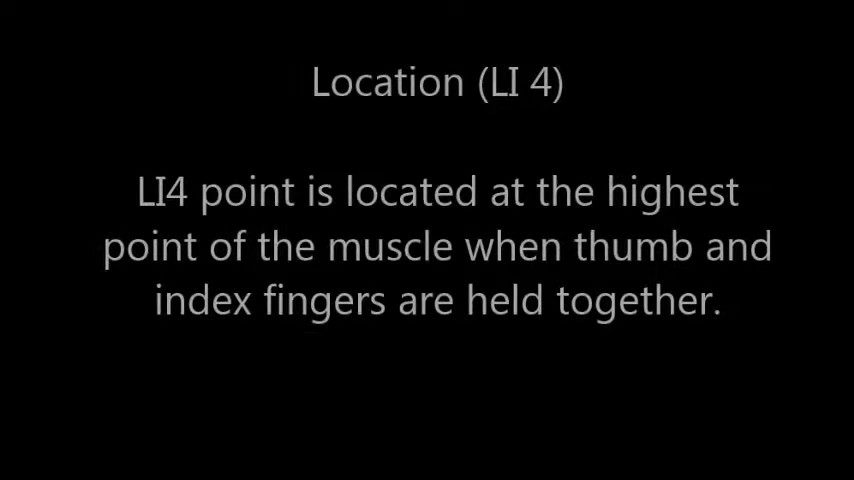 Location (LI 4)
LI4 point is located at the highest
point of the muscle when thumb and
index fingers are held together.